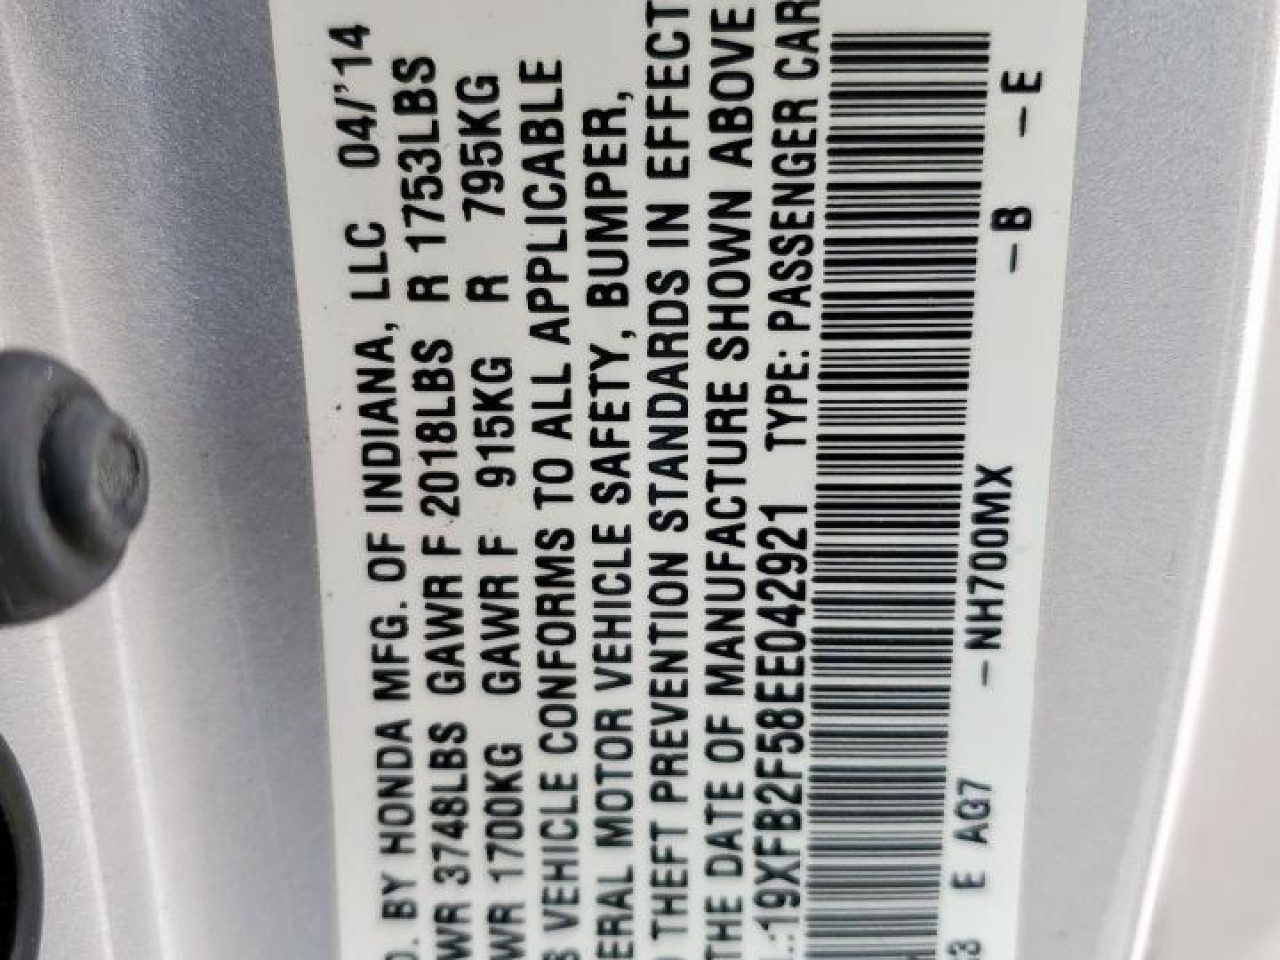 D. BY HONDA MFG. OF INDIANA, LLC 04/'14
WR 3748LBS GAWR F 2018LBS R 1753LBS
WR 1700KG GAWR F 915KG R 795KG
S VEHICLE CONFORMS TO ALL APPLICABLE
ERAL MOTOR VEHICLE SAFETY, BUMPER,
THEFT PREVENTION STANDARDS IN EFFECT
THE DATE OF MANUFACTURE SHOWN ABOVE
.:19XFB2F58EE042921 TYPE: PASSENGER CAR
3 E AG7 -NH700MX -B -E